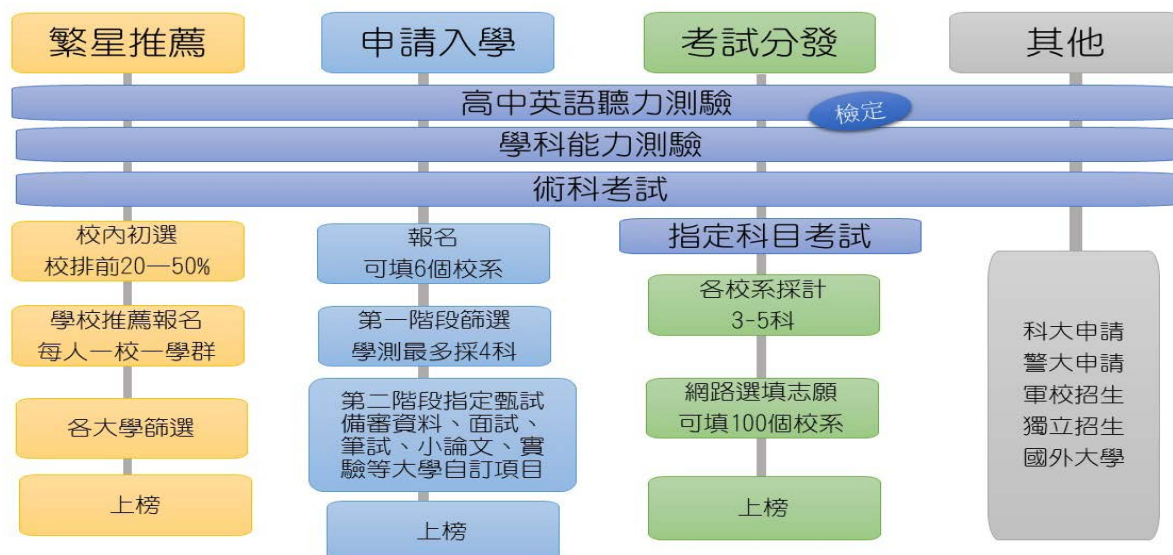 繁星推薦
申請入學
考試分發
其他
高中英語聽力測驗
檢定
學科能力測驗
術科考試
校內初選
校排前20—50%
學校推薦報名
每人一校一學群
各大學篩選
上榜
報名
可填6個校系
第一階段篩選
學測最多採4科
第二階段指定甄試
備審資料、面試、
筆試、小論文、實
驗等大學自訂項目
上榜
指定科目考試
各校系採計
3-5科
網路選填志願
可填100個校系
上榜
科大申請
警大申請
軍校招生
獨立招生
國外大學